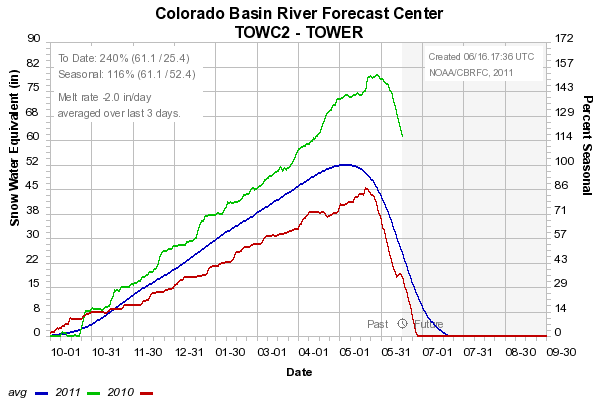 Colorado Basin River Forecast Center
TOWC2 - TOWER
To Date: 240% (61.1 / 25.4)
Seasonal: 116% (61.1 / 52.4)
Melt rate -2.0 in/day
averaged over last 3 days.
Created 06/16.17:36 UTC
NOAA/CBRFC, 2011
Snow Water Equivalent (in)
90
82
75
68
60
52
45
38
30
22
15
8
0
Percent Seasonal
172
152
143
129
114
100
86
71
57
43
29
14
0
Past Future
10-01 10-31 11-30 12-31 01-30 03-01 04-01 05-01 05-31 07-01 07-31 08-30 09-30
Date
avg 2011 2010